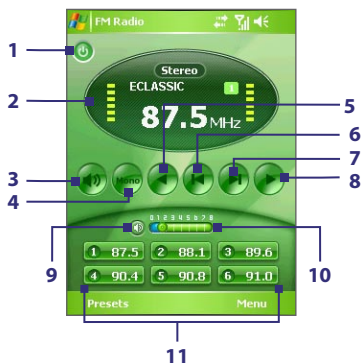 FM Radio
1
Stereo
2
ECLASSIC
1
87.5 MHz
5
6
7
8
3
Mono
4
0 1 2 3 4 5 6 7 8
9
10
1 87.5
2 88.1
3 89.6
4 90.4
5 90.8
6 91.0
Presets
Menu
11